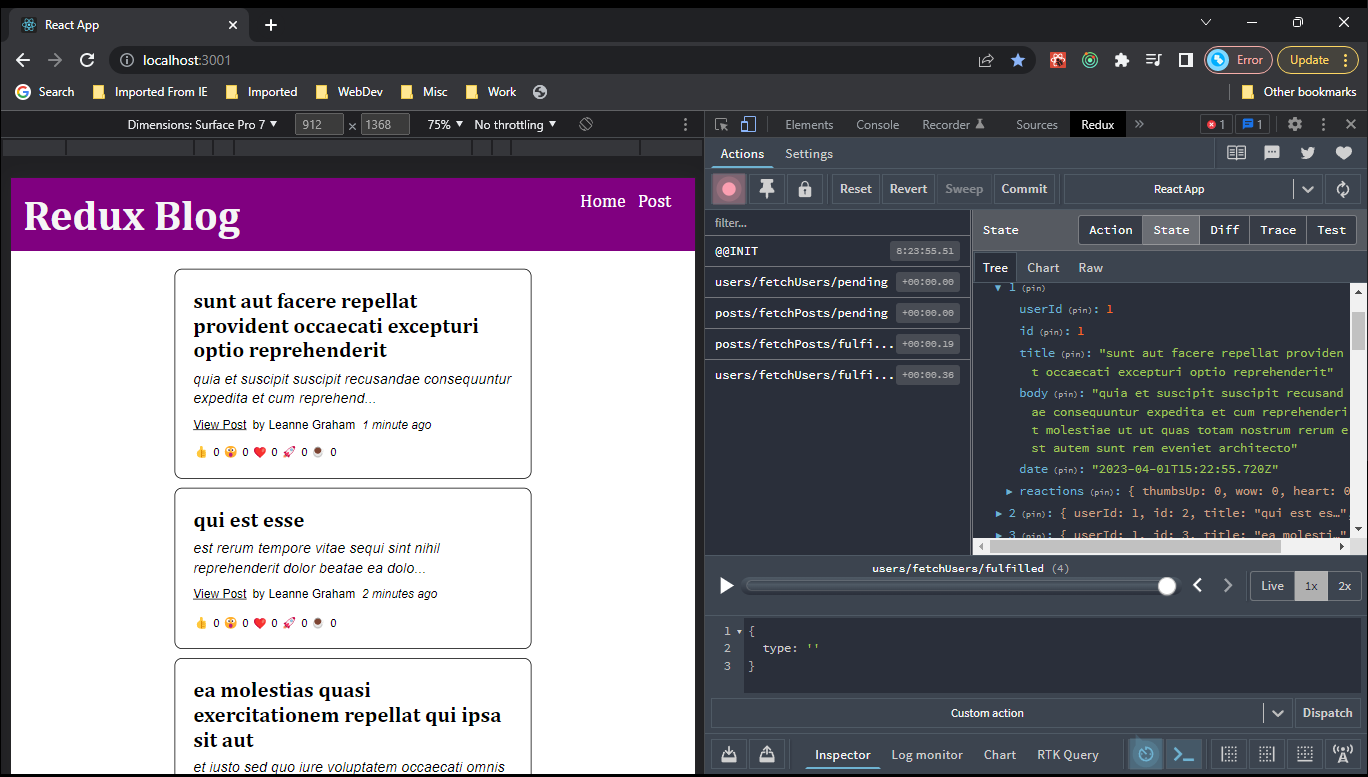 React App
localhost:3001
Error
Update
Search
Imported From IE
Imported
WebDev
Misc
Work
Other bookmarks
Dimensions: Surface Pro 7
912 × 1368
75%
No throttling
Redux Blog
Home Post
sunt aut facere repellat
provident occaecati excepturi
optio reprehenderit
quia et suscipit suscipit recusandae consequuntur
expedita et cum reprehend...
View Post by Leanne Graham 1 minute ago
👍 0 😮 0 ❤️ 0 🚀 0 ☕ 0
qui est esse
est rerum tempore vitae sequi sint nihil
reprehenderit dolor beatae ea dolo...
View Post by Leanne Graham 2 minutes ago
👍 0 😮 0 ❤️ 0 🚀 0 ☕ 0
ea molestias quasi
exercitationem repellat qui ipsa
sit aut
et iusto sed quo iure voluptatem occaecati omnis
Elements Console Recorder Sources Redux » 1 1
Actions Settings
Reset Revert Sweep Commit React App
filter...
@@INIT 8:23:55.51
users/fetchUsers/pending +00:00.00
posts/fetchPosts/pending +00:00.00
posts/fetchPosts/fulfi... +00:00.19
users/fetchUsers/fulfi... +00:00.36
State Action State Diff Trace Test
Tree Chart Raw
1 (pin)
userId (pin): 1
id (pin): 1
title (pin): "sunt aut facere repellat providen
t occaecati excepturi optio reprehenderit"
body (pin): "quia et suscipit suscipit recusand
ae consequuntur expedita et cum reprehenderi
t molestiae ut ut quas totam nostrum rerum e
st autem sunt rem eveniet architecto"
date (pin): "2023-04-01T15:22:55.720Z"
reactions (pin): { thumbsUp: 0, wow: 0, heart: 0
2 (pin): { userId: 1, id: 2, title: "qui est es…",
3 (pin): { userId: 1, id: 3, title: "ea molesti…"
users/fetchUsers/fulfilled (4)
Live 1x 2x
1 {
2 type: ''
3 }
Custom action
Dispatch
Inspector Log monitor Chart RTK Query